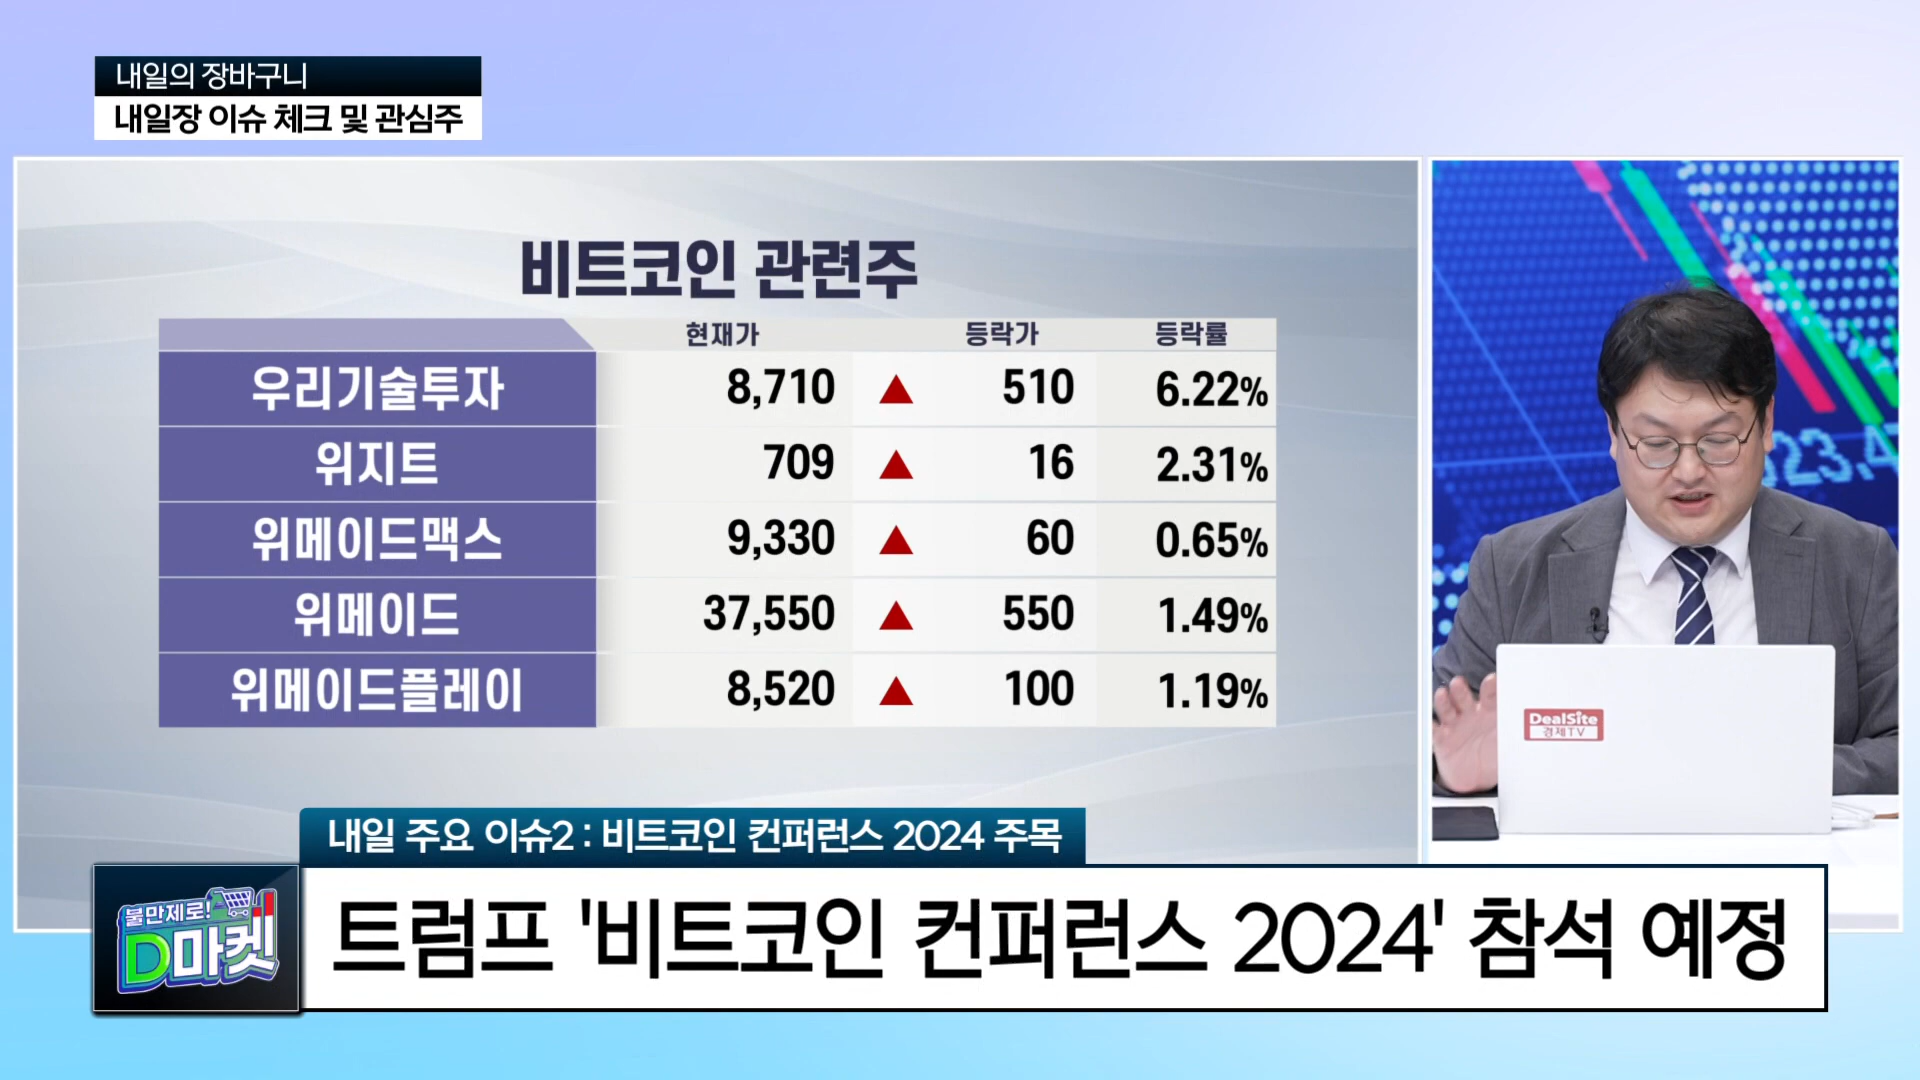 내일의 장바구니
내일장 이슈 체크 및 관심주
비트코인 관련주
현재가 등락가 등락률
우리기술투자 8,710 ▲ 510 6.22%
위지트 709 ▲ 16 2.31%
위메이드맥스 9,330 ▲ 60 0.65%
위메이드 37,550 ▲ 550 1.49%
위메이드플레이 8,520 ▲ 100 1.19%
DealSite
경제TV
내일 주요 이슈2 : 비트코인 컨퍼런스 2024 주목
불만제로!
D마켓
트럼프 '비트코인 컨퍼런스 2024' 참석 예정